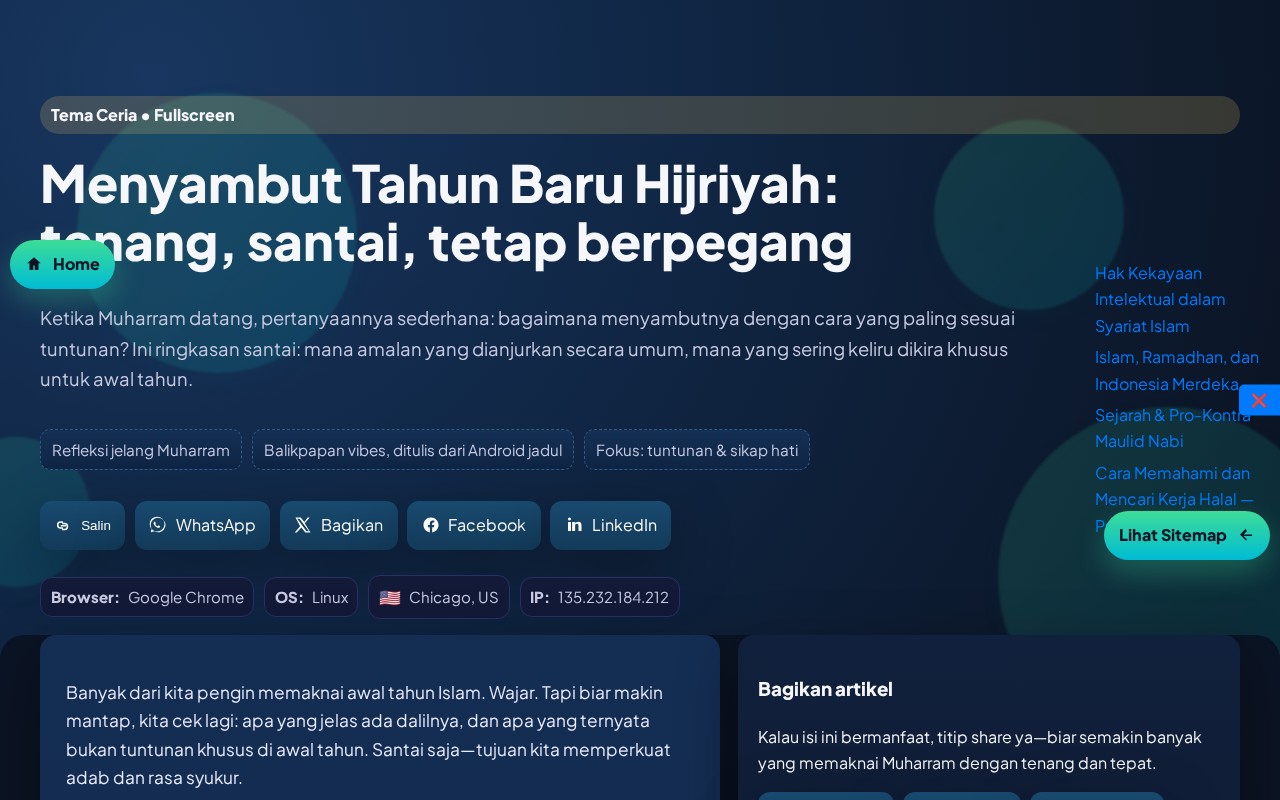 Tema Ceria • Fullscreen
Menyambut Tahun Baru Hijriyah:
tenang, santai, tetap berpegang
Home
Ketika Muharram datang, pertanyaannya sederhana: bagaimana menyambutnya dengan cara yang paling sesuai
tuntunan? Ini ringkasan santai: mana amalan yang dianjurkan secara umum, mana yang sering keliru dikira khusus
untuk awal tahun.
Hak Kekayaan
Intelektual dalam
Syariat Islam
Islam, Ramadhan, dan
Indonesia Merdeka
Sejarah & Pro-Kontra
Maulid Nabi
Cara Memahami dan
Mencari Kerja Halal —
Lihat Sitemap
Refleksi jelang Muharram
Balikpapan vibes, ditulis dari Android jadul
Fokus: tuntunan & sikap hati
Salin
WhatsApp
Bagikan
Facebook
LinkedIn
Browser: Google Chrome
OS: Linux
🇺🇸 Chicago, US
IP: 135.232.184.212
Banyak dari kita pengin memaknai awal tahun Islam. Wajar. Tapi biar makin
mantap, kita cek lagi: apa yang jelas ada dalilnya, dan apa yang ternyata
bukan tuntunan khusus di awal tahun. Santai saja—tujuan kita memperkuat
adab dan rasa syukur.
Bagikan artikel
Kalau isi ini bermanfaat, titip share ya—biar semakin banyak
yang memaknai Muharram dengan tenang dan tepat.